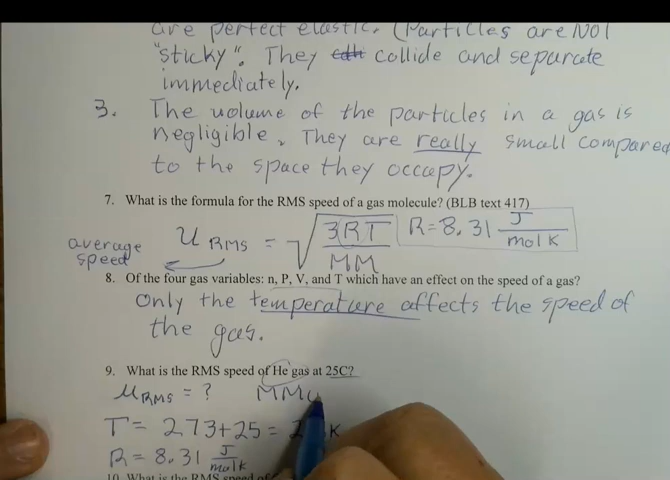 are perfect elastic. (Particles are NOT
"sticky". They collide and separate
immediately.
3. The volume of the particles in a gas is
negligible. They are really small compared
to the space they occupy.
7. What is the formula for the RMS speed of a gas molecule? (BLB text 417)
average speed U RMS = √3RT/MM R=8.31 J/mol K
8. Of the four gas variables: n, P, V, and T which have an effect on the speed of a gas?
Only the temperature affects the speed of
the gas.
9. What is the RMS speed of He gas at 25C?
U RMS = ? MM
T = 273+25 = 2 K
R = 8.31 J/mol K
10. What is the RMS speed of